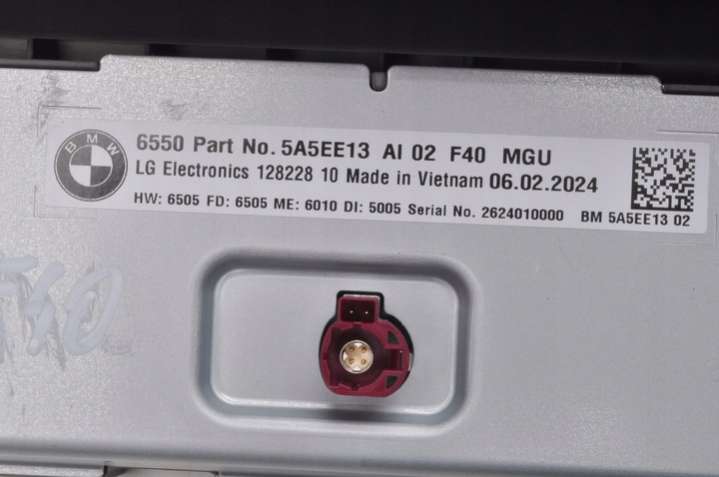 BMW
6550 Part No. 5A5EE13 AI 02 F40 MGU
LG Electronics 128228 10 Made in Vietnam 06.02.2024
HW: 6505 FD: 6505 ME: 6010 DI: 5005 Serial No. 2624010000 BM 5A5EE13 02
F40